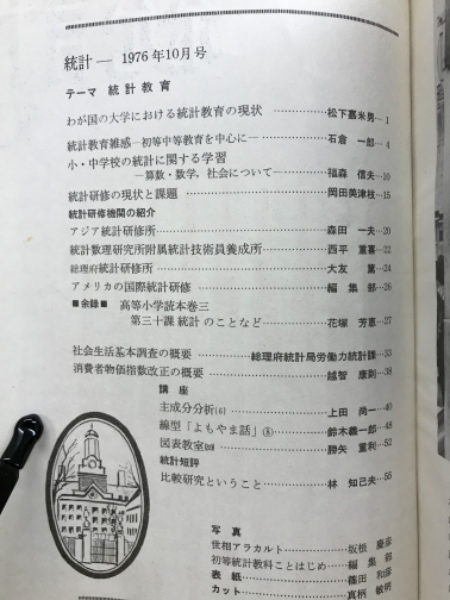 統計 ― 1976年10月号
テーマ 統計教育
わが国の大学における統計教育の現状 …………松下嘉米男… 1
統計教育雑感―初等中等教育を中心に― …………石倉 一郎… 4
小・中学校の統計に関する学習
―算数・数学，社会について―…………福森 信夫…10
統計研修の現状と課題 …………岡田美津枝…15
統計研修機関の紹介
アジア統計研修所…………森田 一夫…20
統計数理研究所附属統計技術員養成所…………西平 重喜…22
総理府統計研修所…………大友 篤…24
アメリカの国際統計研修…………編集部…26
■余録■ 高等小学読本巻三
第三十課 統計 のことなど…………花塚 芳恵…27
社会生活基本調査の概要 …………総理府統計局労働力統計課…33
消費者物価指数改正の概要…………越智 康則…38
講座
主成分分析(6)…………上田 尚一…40
線型「よもやま話」⑧…………鈴木義一郎…48
図表教室…………勝矢 重利…52
統計短評
比較研究ということ…………林 知己夫…55
写真
世相アラカルト…………板根 慶
初等統計教科ことはじめ…編集部
表紙…………篠田 和彦
カット…………真柄 敏明